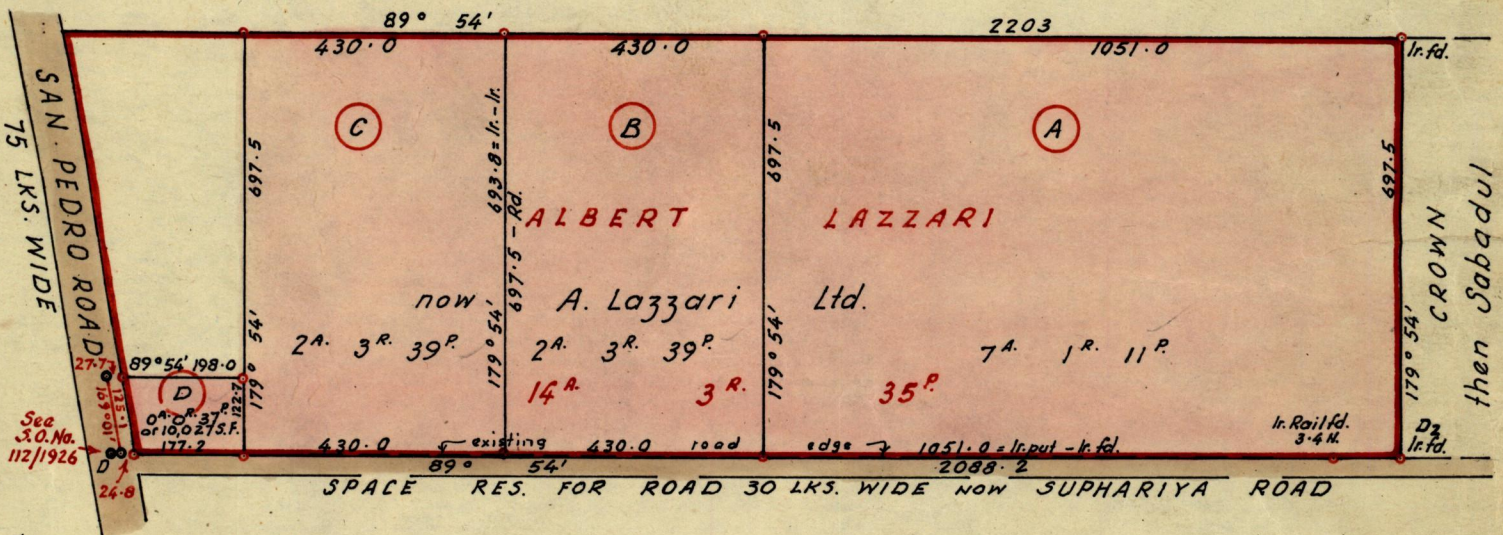 89° 54' 2203
430.0 430.0 1051.0 Ir. fd.
SAN PEDRO ROAD
75 LKS. WIDE
C B A
697.5
693.8 = Ir. - Ir.
697.5 - Rd.
697.5
697.5
ALBERT LAZZARI
now A. Lazzari Ltd.
2A. 3R. 39P. 2A. 3R. 39P. 7A. 1R. 11P.
14A. 3R. 35P.
179° 54'
179° 54'
179° 54'
179° 54'
CROWN
then Sabadul
27.77 89° 54' 198.0
125.1
169°01'
D
122.7
0A. 0R. 37P.
or 10,027 S.F.
177.2
See
S.O. No.
112/1926
D
24.8
430.0 existing 430.0 road edge 1051.0 = Ir. put - Ir. fd.
Ir. Rail fd.
3.4 N.
D2
Ir. fd.
89° 54' 2088.2
SPACE RES. FOR ROAD 30 LKS. WIDE NOW SUPHARIYA ROAD